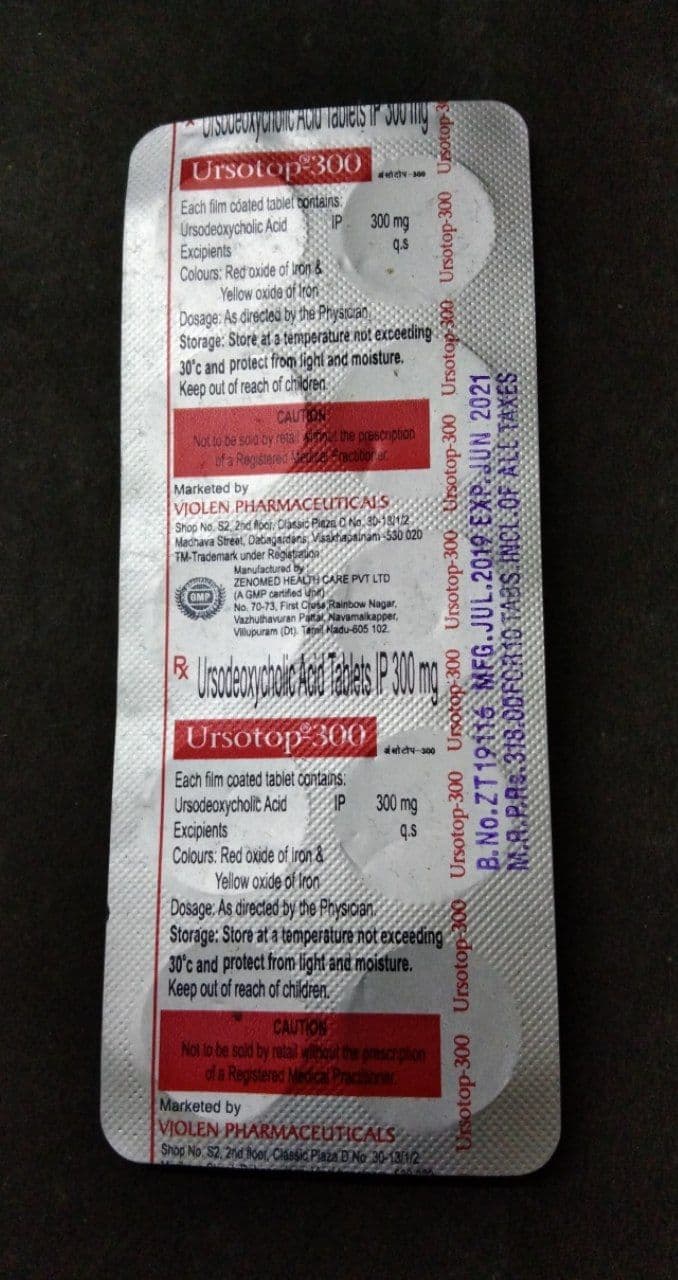 Ursodeoxycholic Acid Tablets IP 300 mg
Ursotop®-300
Each film coated tablet contains:
Ursodeoxycholic Acid IP 300 mg
Excipients q.s
Colours: Red oxide of Iron &
Yellow oxide of Iron
Dosage: As directed by the Physician.
Storage: Store at a temperature not exceeding
30°c and protect from light and moisture.
Keep out of reach of children.
CAUTION
Not to be sold by retail without the prescription
of a Registered Medical Practitioner.
Marketed by
VIOLEN PHARMACEUTICALS
Shop No. S2, 2nd floor, Classic Plaza D No. 30-13/1/2
Madhava Street, Dabagardens, Visakhapatnam-530 020
TM-Trademark under Registration
Manufactured by
ZENOMED HEALTH CARE PVT LTD
(A GMP certified Unit)
No. 70-73, First Cross Rainbow Nagar,
Vazhuthavuran Pattai, Navamalkapper,
Villupuram (Dt). Tamil Nadu-605 102.
GMP
Rx Ursodeoxycholic Acid Tablets IP 300 mg
Ursotop®-300
Each film coated tablet contains:
Ursodeoxycholic Acid IP 300 mg
Excipients q.s
Colours: Red oxide of Iron &
Yellow oxide of Iron
Dosage: As directed by the Physician.
Storage: Store at a temperature not exceeding
30°c and protect from light and moisture.
Keep out of reach of children.
CAUTION
Not to be sold by retail without the prescription
of a Registered Medical Practitioner.
Marketed by
VIOLEN PHARMACEUTICALS
Shop No. S2, 2nd floor, Classic Plaza D No. 30-13/1/2
Ursotop-300 Ursotop-300 Ursotop-300 Ursotop-300 Ursotop-300 Ursotop-300 Ursotop-300 Ursotop-300 Ursotop-3
B.No.ZT19116 MFG.JUL.2019 EXP.JUN 2021
M.R.P.Rs.318.00FOR10TABS.INCL.OF ALL TAXES